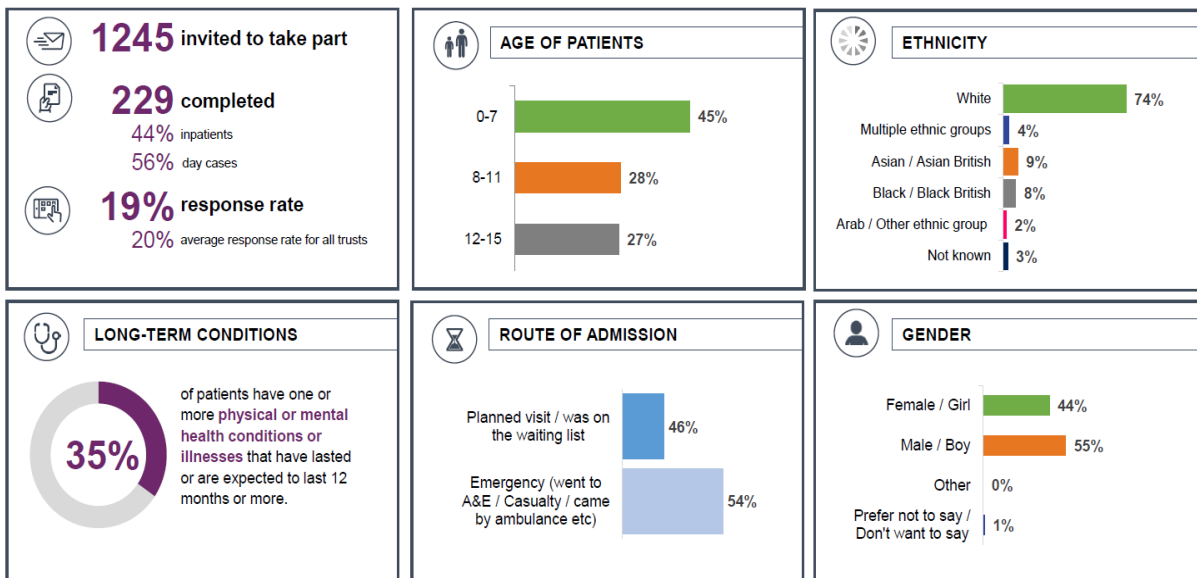 1245 invited to take part
229 completed
44% inpatients
56% day cases
19% response rate
20% average response rate for all trusts
AGE OF PATIENTS
0-7 45%
8-11 28%
12-15 27%
ETHNICITY
White 74%
Multiple ethnic groups 4%
Asian / Asian British 9%
Black / Black British 8%
Arab / Other ethnic group 2%
Not known 3%
LONG-TERM CONDITIONS
35%
of patients have one or
more physical or mental
health conditions or
illnesses that have lasted
or are expected to last 12
months or more.
ROUTE OF ADMISSION
Planned visit / was on
the waiting list
46%
Emergency (went to
A&E / Casualty / came
by ambulance etc)
54%
GENDER
Female / Girl 44%
Male / Boy 55%
Other 0%
Prefer not to say /
Don't want to say
1%